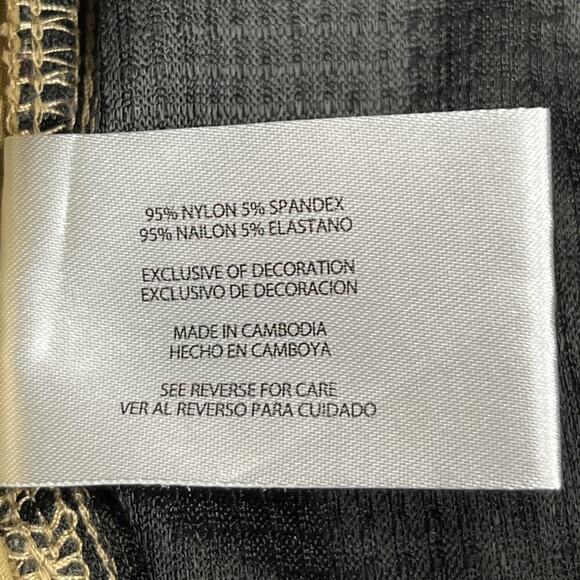 95% NYLON 5% SPANDEX
95% NAILON 5% ELASTANO
EXCLUSIVE OF DECORATION
EXCLUSIVO DE DECORACION
MADE IN CAMBODIA
HECHO EN CAMBOYA
SEE REVERSE FOR CARE
VER AL REVERSO PARA CUIDADO